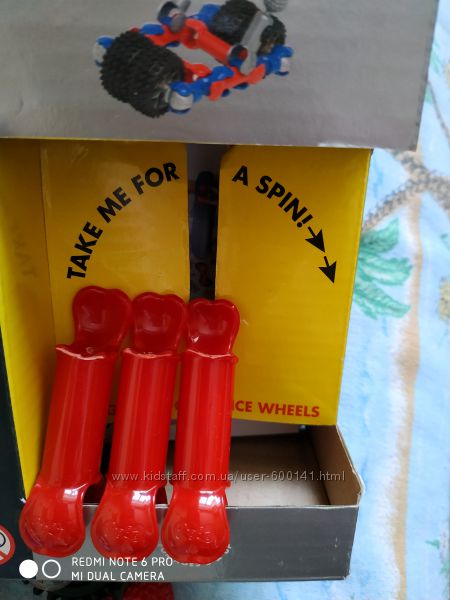 TAKE ME FOR A SPIN!
ICE WHEELS
www.kidstaff.com.ua/user-600141.html
REDMI NOTE 6 PRO
MI DUAL CAMERA